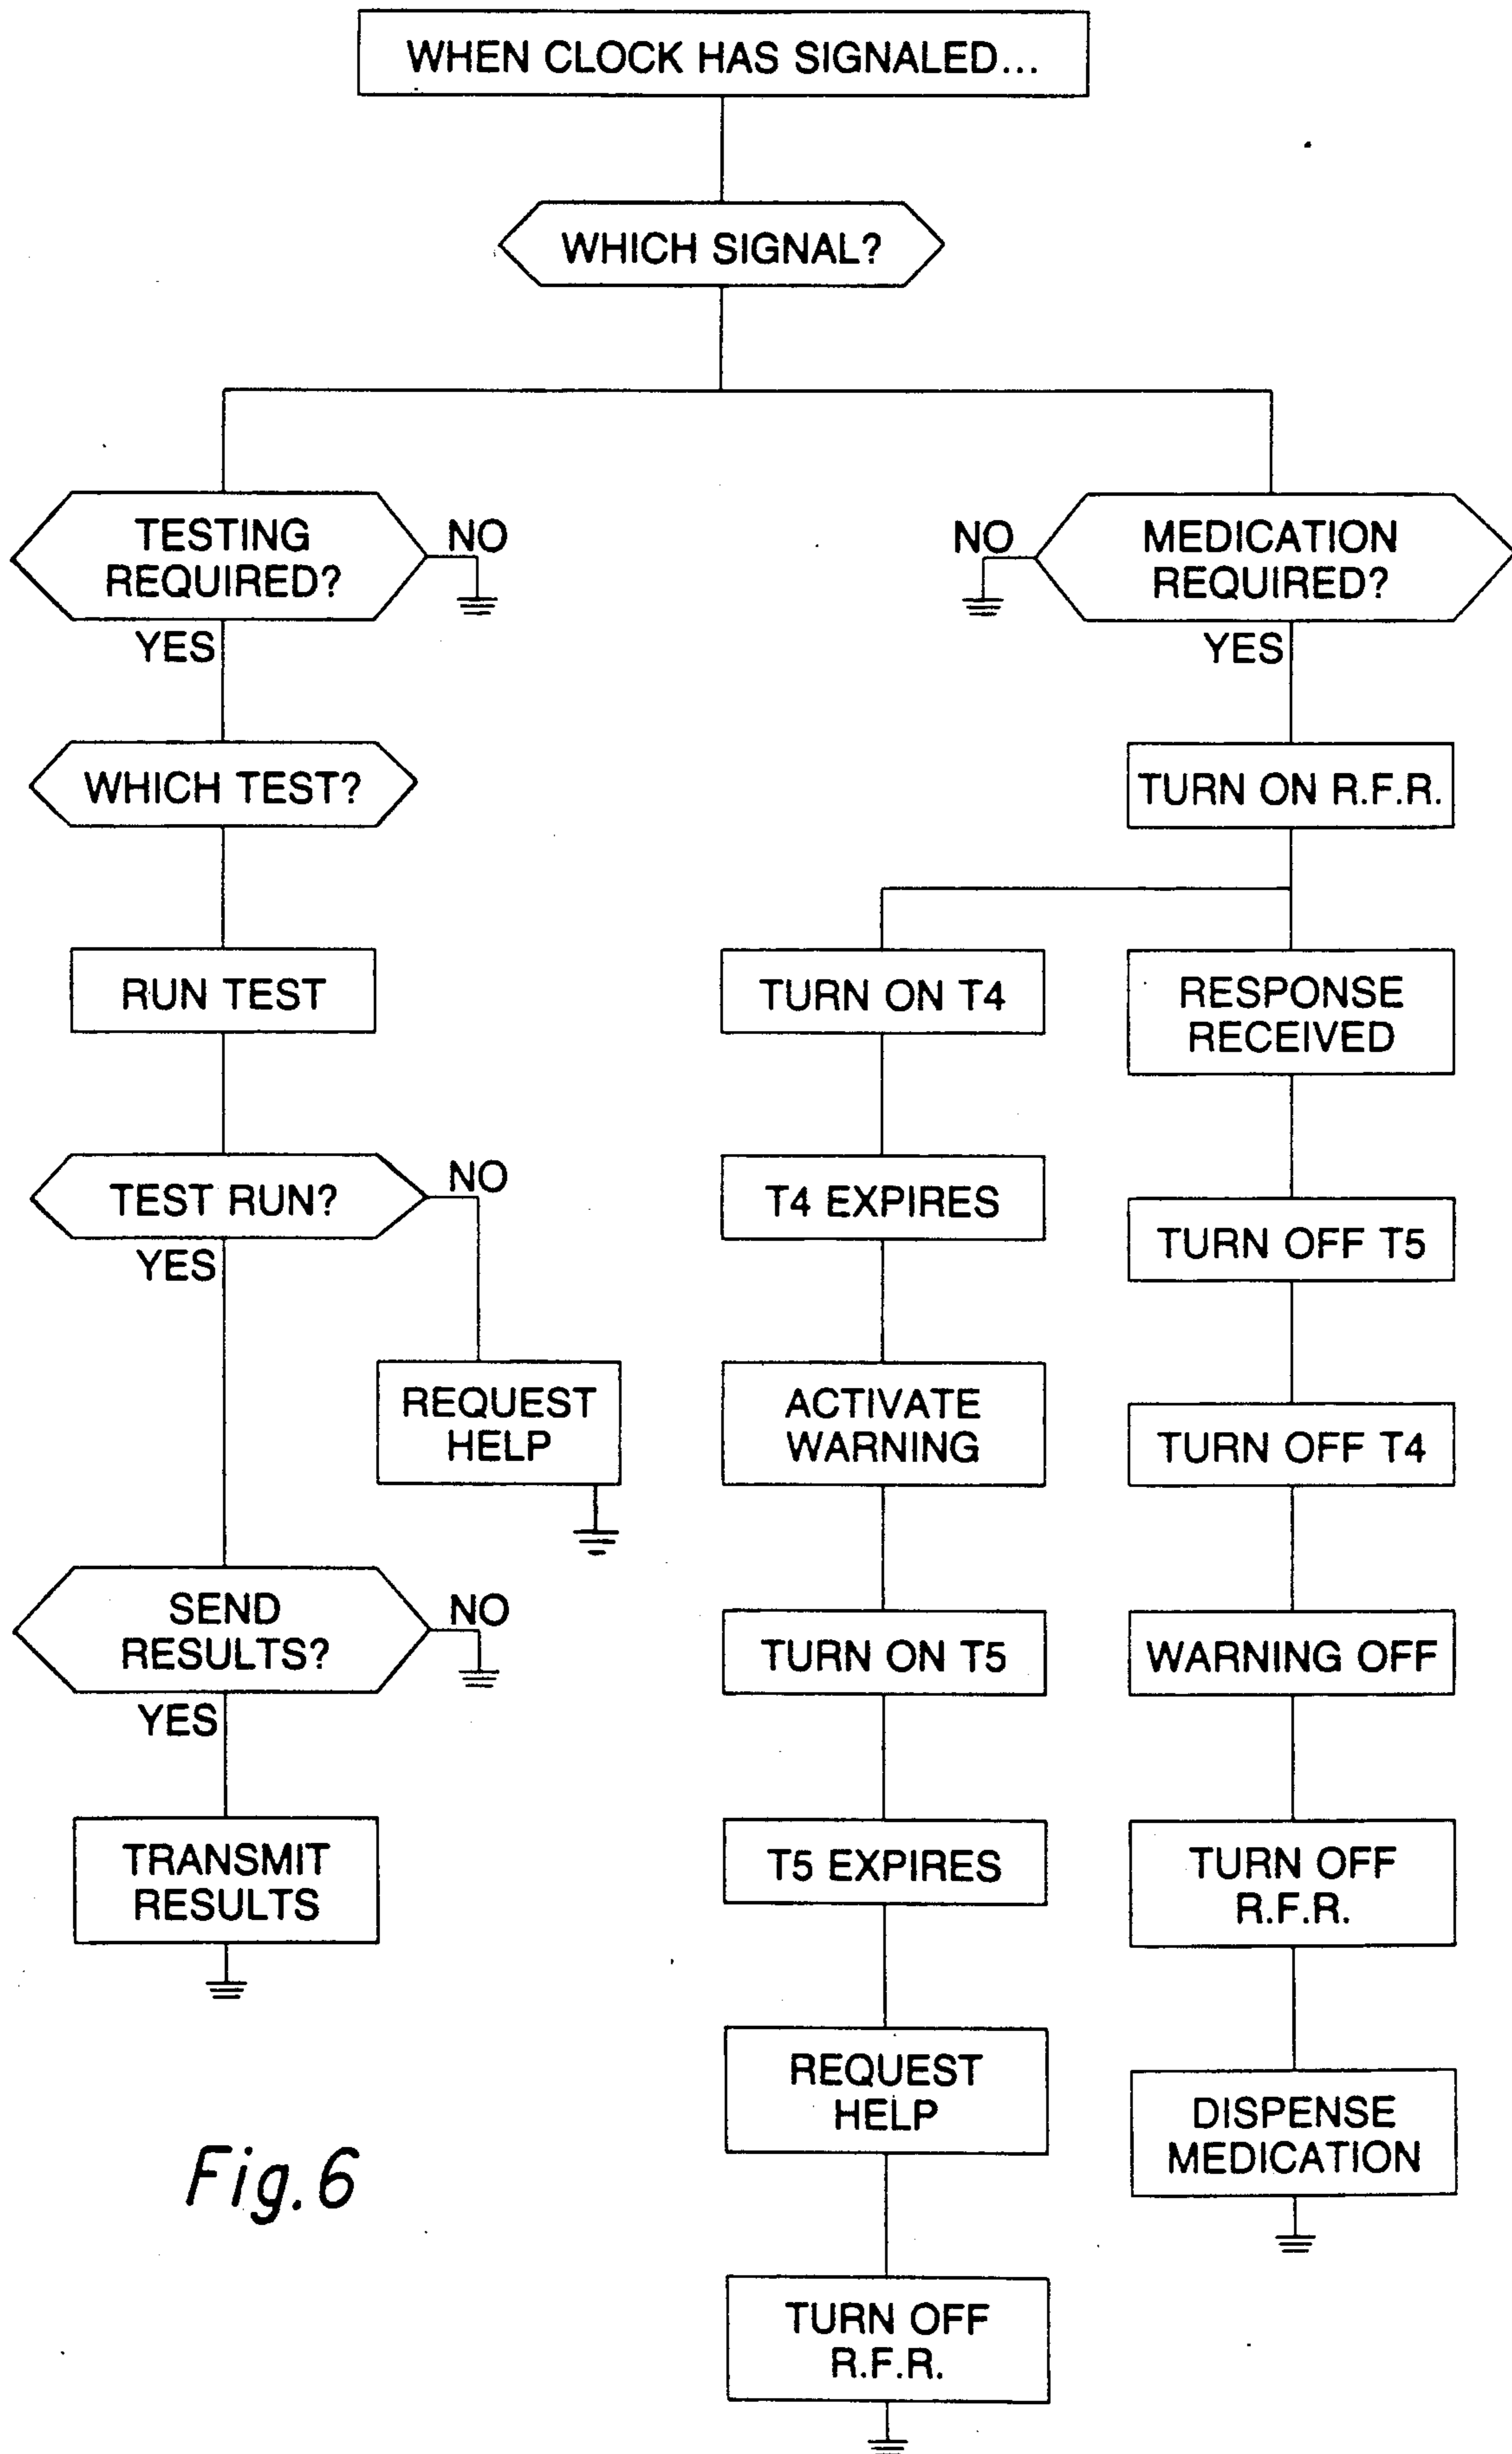 WHEN CLOCK HAS SIGNALED...
WHICH SIGNAL?
TESTING
REQUIRED?
NO
YES
WHICH TEST?
RUN TEST
TEST RUN?
NO
YES
REQUEST
HELP
SEND
RESULTS?
NO
YES
TRANSMIT
RESULTS
MEDICATION
REQUIRED?
NO
YES
TURN ON R.F.R.
TURN ON T4
T4 EXPIRES
ACTIVATE
WARNING
TURN ON T5
T5 EXPIRES
REQUEST
HELP
TURN OFF
R.F.R.
RESPONSE
RECEIVED
TURN OFF T5
TURN OFF T4
WARNING OFF
TURN OFF
R.F.R.
DISPENSE
MEDICATION
Fig.6